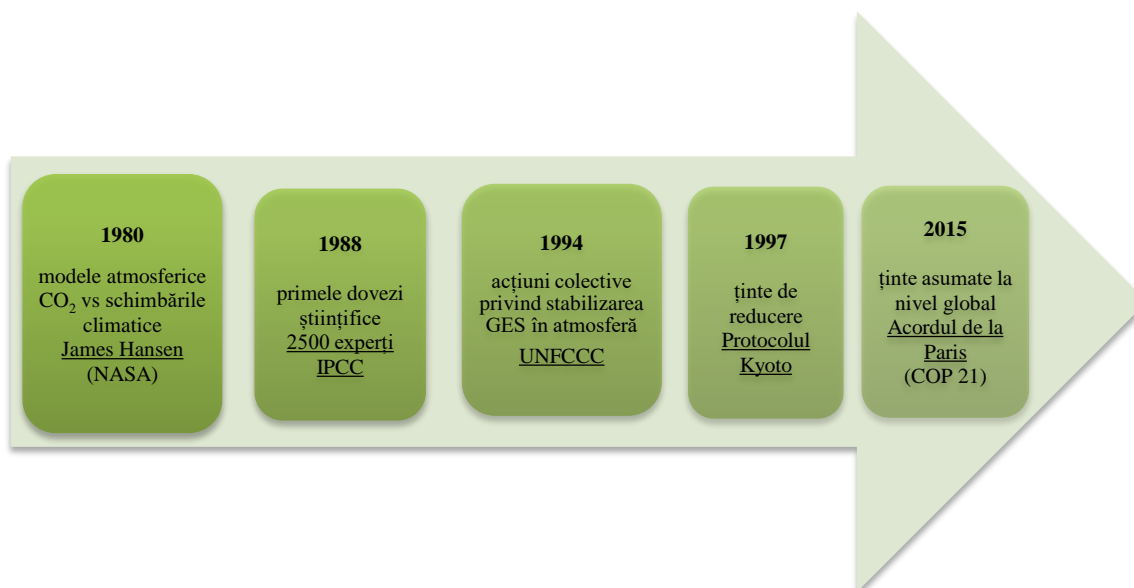 1980
modele atmosferice
CO₂ vs schimbările
climatice
James Hansen
(NASA)
1988
primele dovezi
științifice
2500 experți
IPCC
1994
acțiuni colective
privind stabilizarea
GES în atmosferă
UNFCCC
1997
ținte de
reducere
Protocolul
Kyoto
2015
ținte asumate la
nivel global
Acordul de la
Paris
(COP 21)